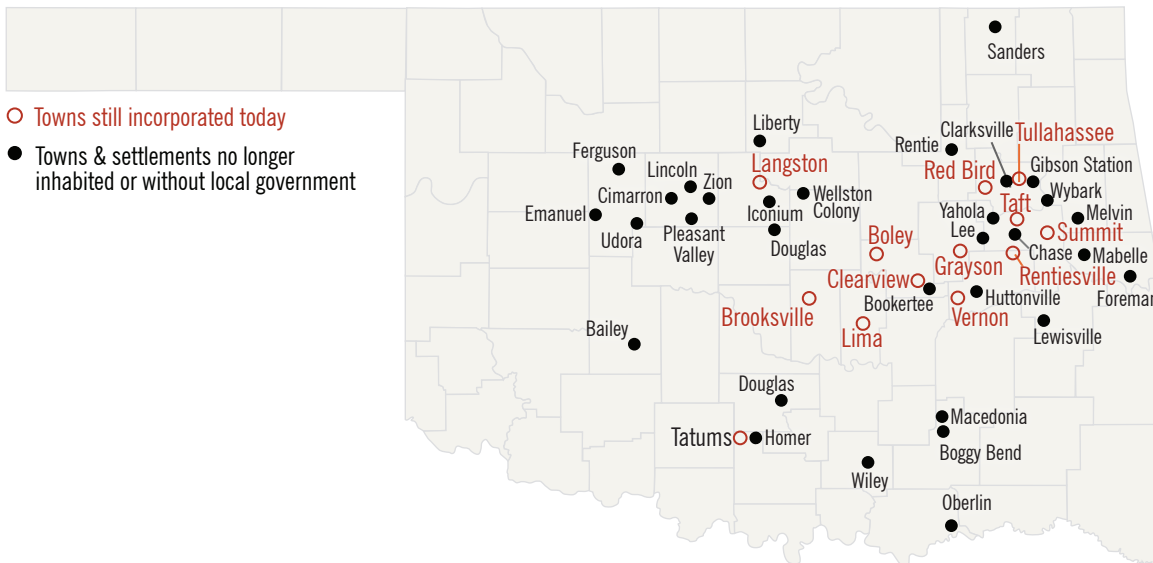 Towns still incorporated today
Towns & settlements no longer
inhabited or without local government
Sanders
Liberty
Clarksville
Tullahassee
Rentie
Ferguson
Langston
Red Bird
Gibson Station
Lincoln
Zion
Cimarron
Wellston
Colony
Wybark
Emanuel
Iconium
Taft
Yahola
Melvin
Udora
Pleasant
Valley
Douglas
Boley
Lee
Summit
Chase
Mabelle
Grayson
Rentiesville
Clearview
Bookertee
Huttonville
Foreman
Brooksville
Vernon
Bailey
Lima
Lewisville
Douglas
Macedonia
Tatums
Homer
Boggy Bend
Wiley
Oberlin